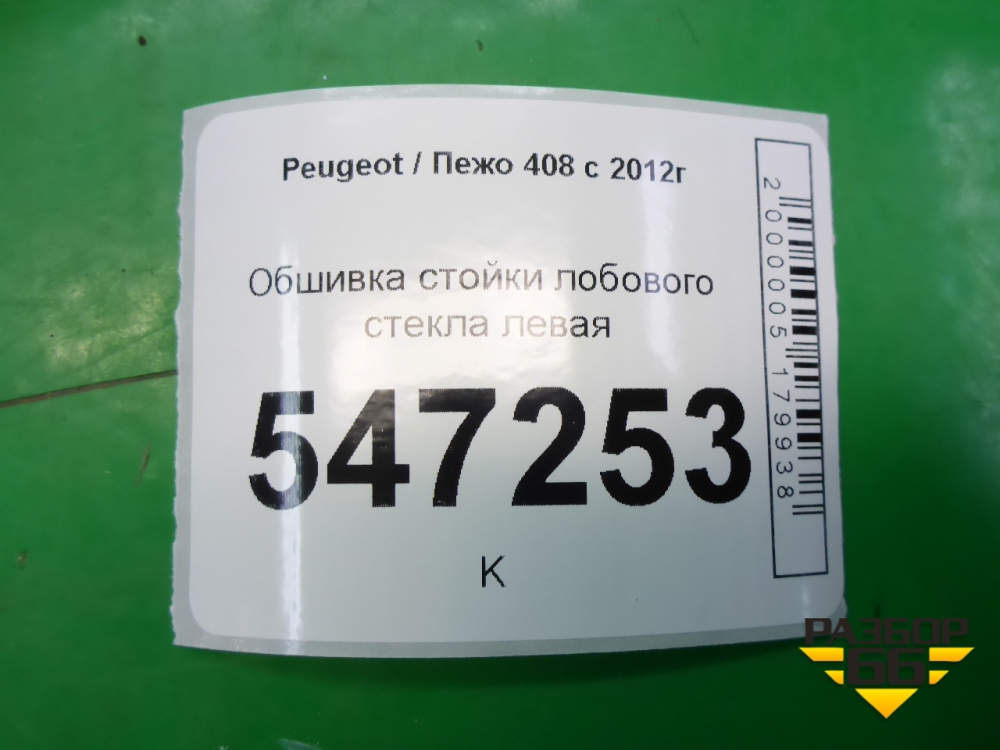 Peugeot / Пежо 408 с 2012г
Обшивка стойки лобового
стекла левая
547253
К
2000005179938
РАЗБОР
66